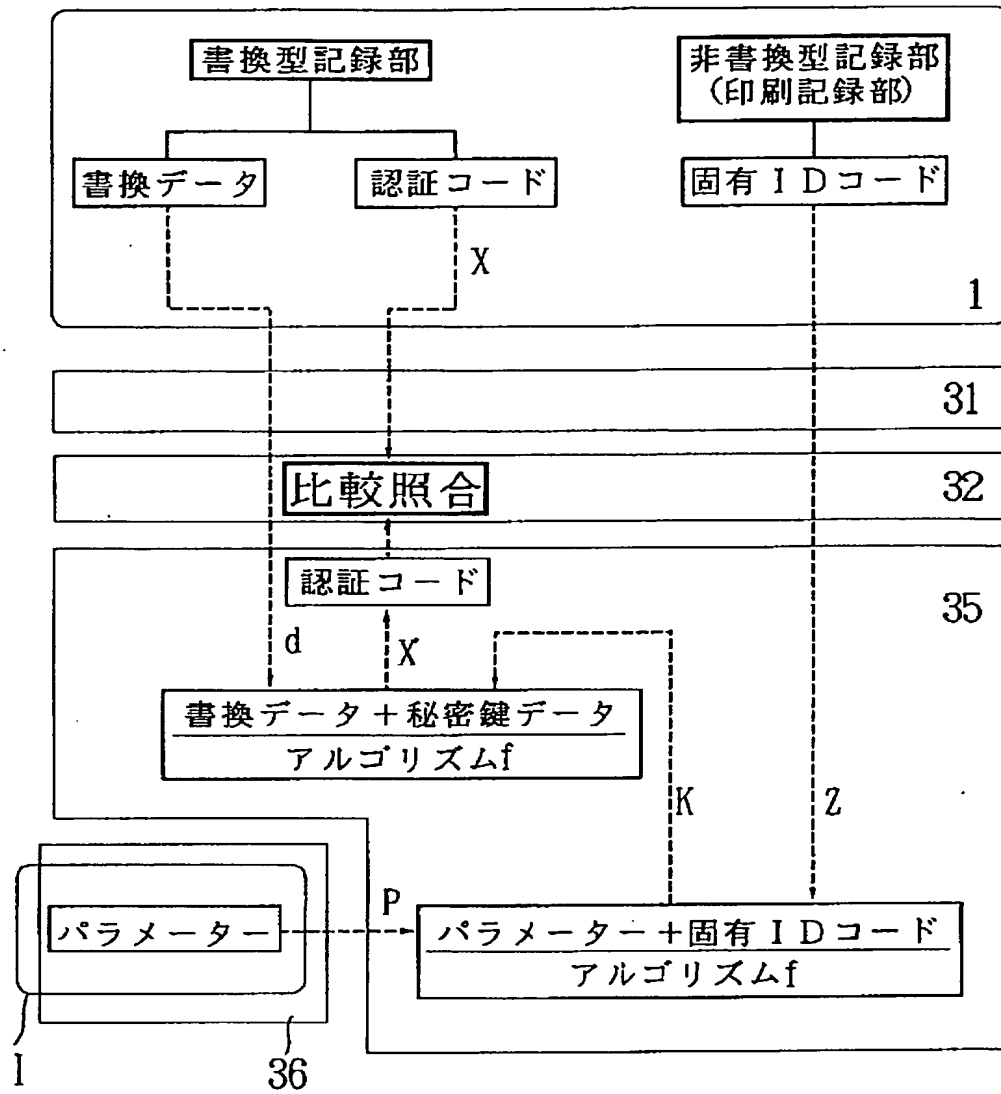 書換型記録部
非書換型記録部
(印刷記録部)
書換データ
認証コード
固有IDコード
X
1
31
比較照合
32
認証コード
35
d
X'
書換データ+秘密鍵データ
アルゴリズムf
K
Z
パラメーター
P
パラメーター+固有IDコード
アルゴリズムf
I
36